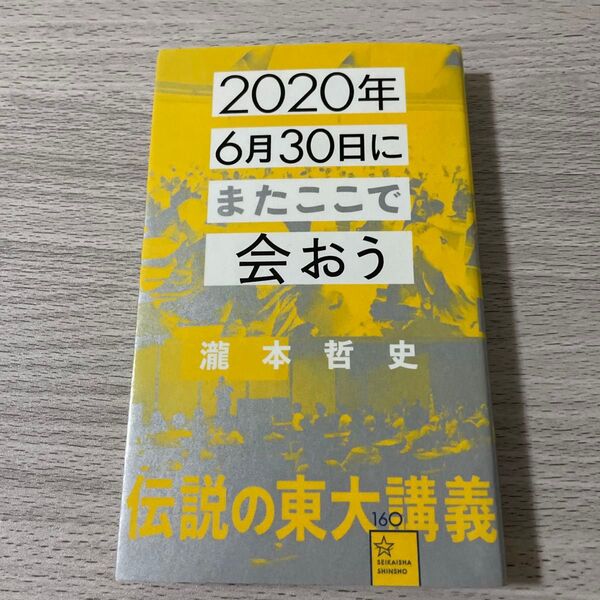 2020年
6月30日に
またここで
会おう
瀧本哲史
伝説の東大講義
160
SEIKAISHA
SHINSHO